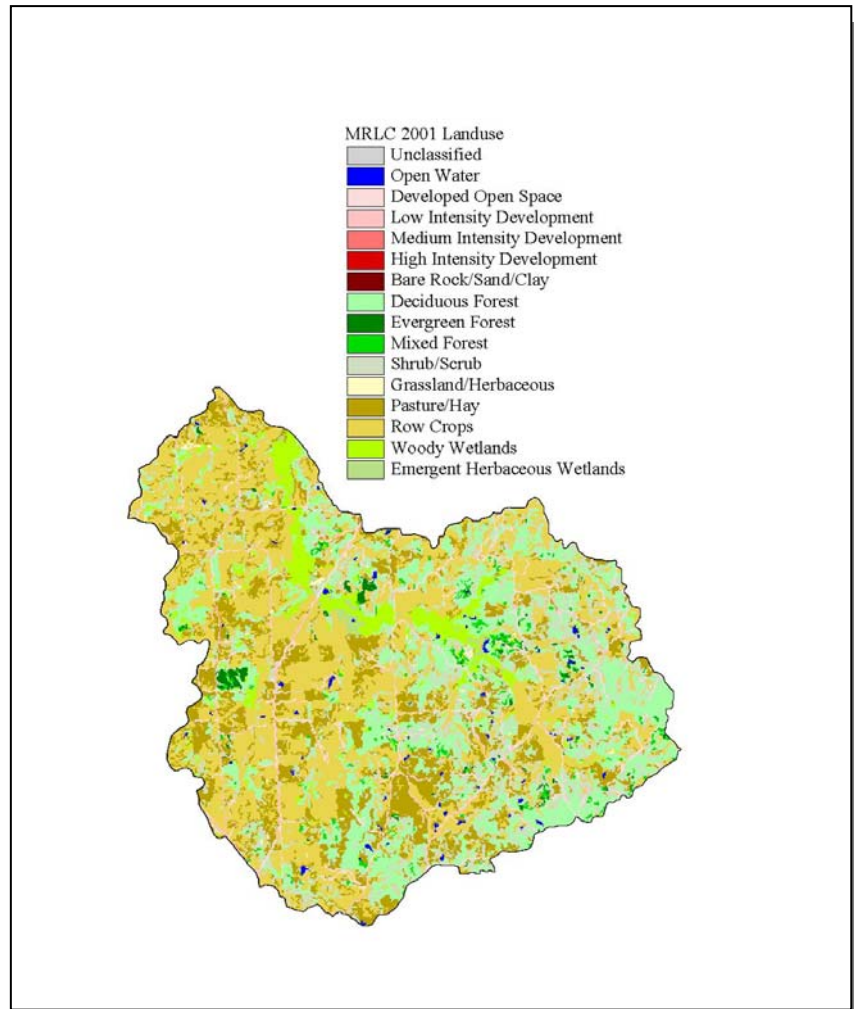 MRLC 2001 Landuse
Unclassified
Open Water
Developed Open Space
Low Intensity Development
Medium Intensity Development
High Intensity Development
Bare Rock/Sand/Clay
Deciduous Forest
Evergreen Forest
Mixed Forest
Shrub/Scrub
Grassland/Herbaceous
Pasture/Hay
Row Crops
Woody Wetlands
Emergent Herbaceous Wetlands